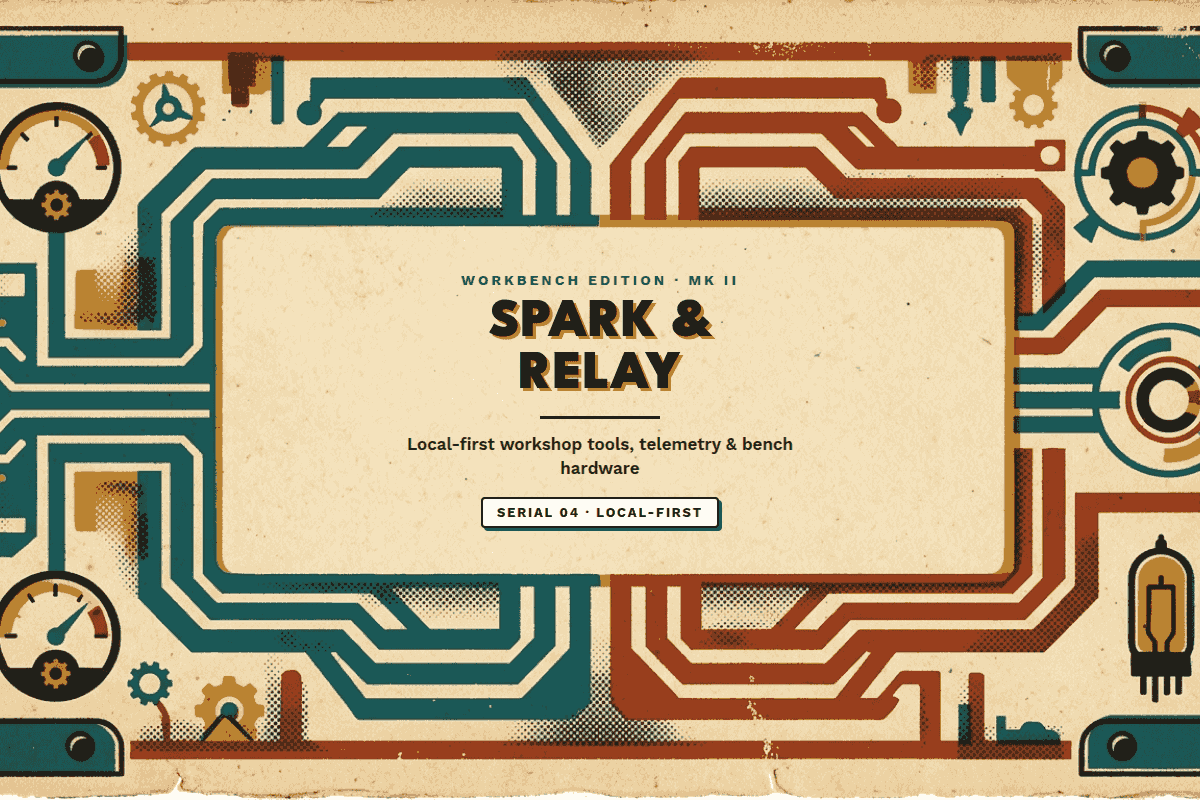 WORKBENCH EDITION · MK II
SPARK &
RELAY
Local-first workshop tools, telemetry & bench
hardware
SERIAL 04 · LOCAL-FIRST